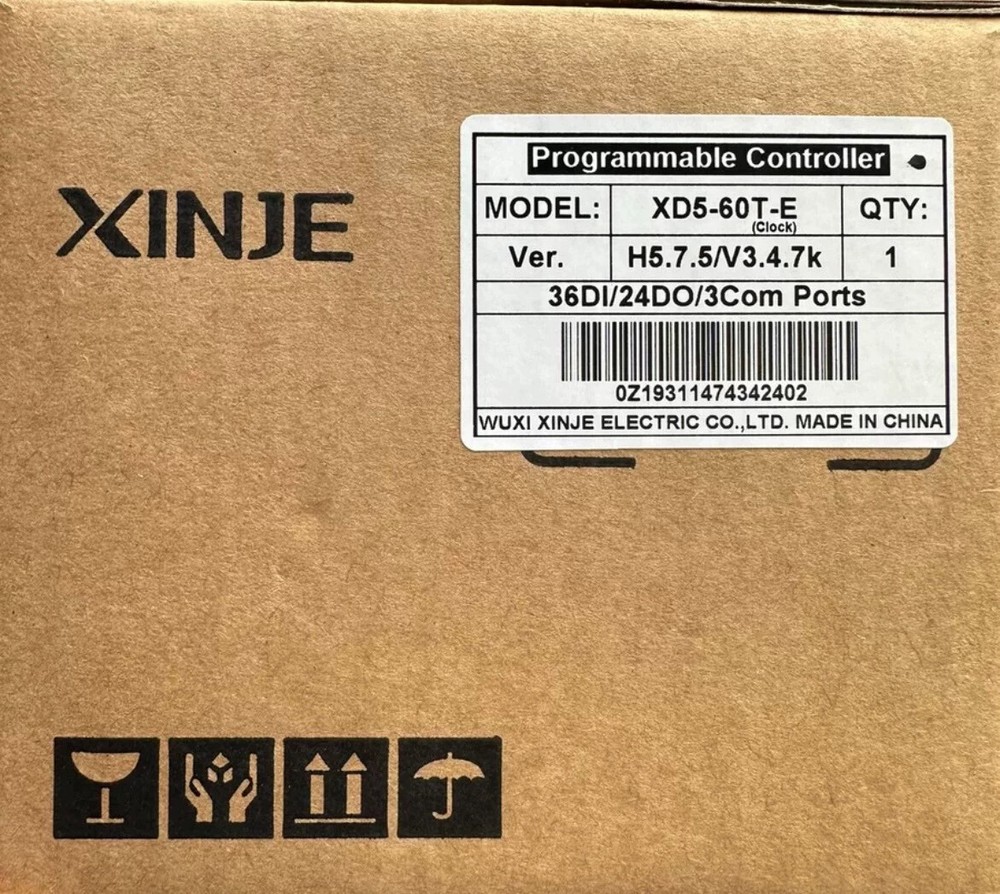 XINJE
Programmable Controller
MODEL: XD5-60T-E QTY:
(Clock)
Ver. H5.7.5/V3.4.7k 1
36DI/24DO/3Com Ports
0Z19311474342402
WUXI XINJE ELECTRIC CO.,LTD. MADE IN CHINA